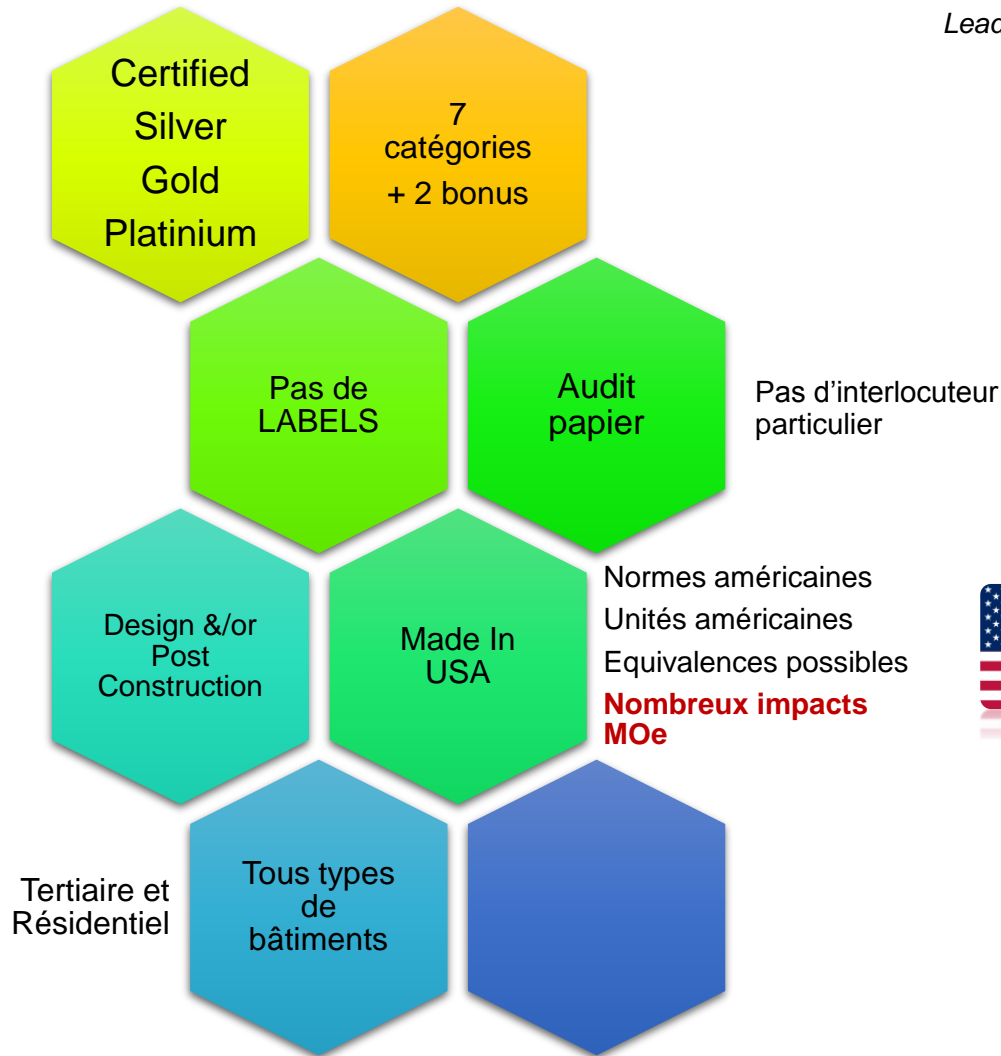 Lead
Certified
Silver
Gold
Platinium
7
catégories
+ 2 bonus
Pas de
LABELS
Audit
papier
Pas d’interlocuteur
particulier
Design &/or
Post
Construction
Made In
USA
Normes américaines
Unités américaines
Equivalences possibles
Nombreux impacts
MOe
Tertiaire et
Résidentiel
Tous types
de
bâtiments